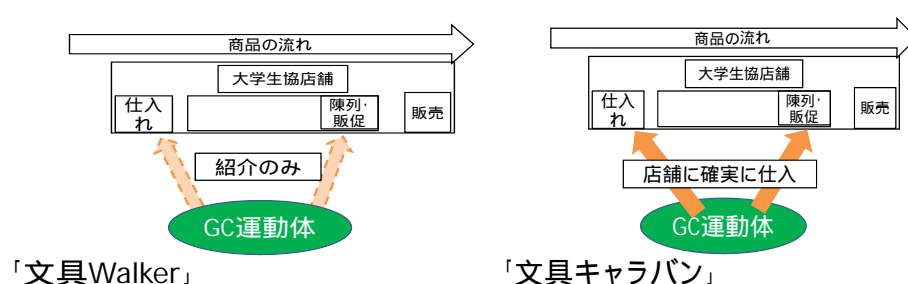 商品の流れ
大学生協店舗
仕入
れ
陳列・
販促
販売
紹介のみ
GC運動体
「文具Walker」
商品の流れ
大学生協店舗
仕入
れ
陳列・
販促
販売
店舗に確実に仕入
GC運動体
「文具キャラバン」